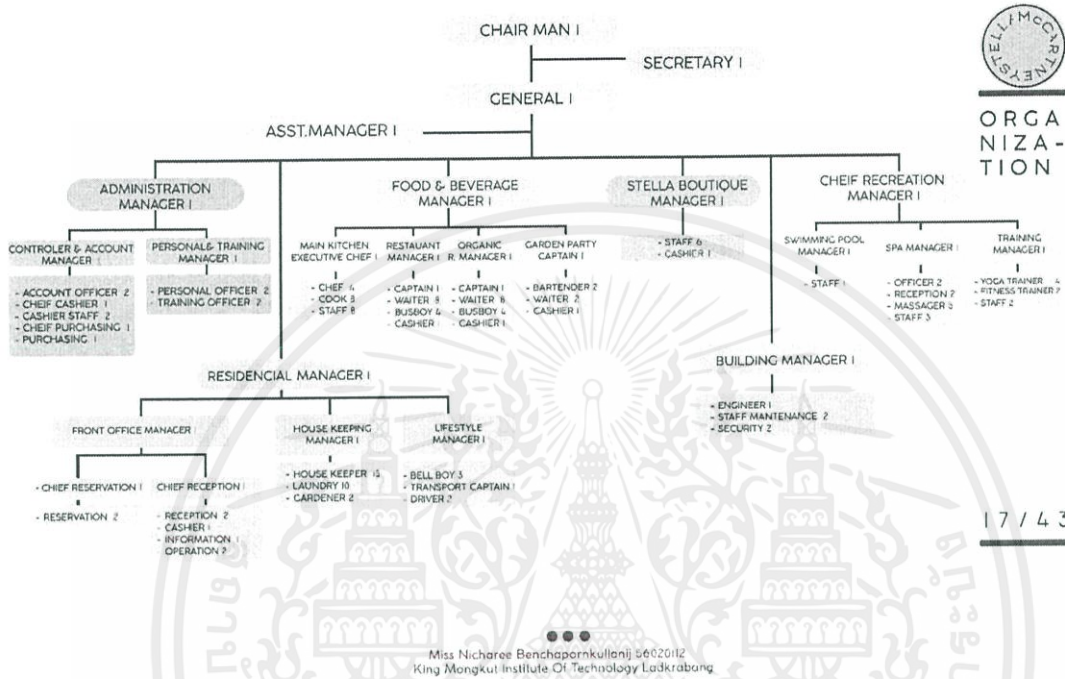 CHAIR MAN 1
SECRETARY 1
GENERAL 1
ASST.MANAGER 1
STELLA McCARTNEY
ORGA
NIZA-
TION
ADMINISTRATION
MANAGER 1
CONTROLER & ACCOUNT
MANAGER 1
- ACCOUNT OFFICER 2
- CHEIF CASHIER 1
- CASHIER STAFF 2
- CHEIF PURCHASING 1
- PURCHASING 1
PERSONAL& TRAINING
MANAGER 1
- PERSONAL OFFICER 2
- TRAINING OFFICER 2
FOOD & BEVERAGE
MANAGER 1
MAIN KITCHEN
EXECUTIVE CHEF 1
- CHEF 4
- COOK 8
- STAFF 8
RESTAUANT
MANAGER 1
- CAPTAIN 1
- WAITER 8
- BUSBOY 4
- CASHIER 1
ORGANIC
R. MANAGER 1
- CAPTAIN 1
- WAITER 8
- BUSBOY 4
- CASHIER 1
GARDEN PARTY
CAPTAIN 1
- BARTENDER 2
- WAITER 2
- CASHIER 1
STELLA BOUTIQUE
MANAGER 1
- STAFF 6
- CASHIER 1
CHEIF RECREATION
MANAGER 1
SWIMMING POOL
MANAGER 1
- STAFF 1
SPA MANAGER 1
- OFFICER 2
- RECEPTION 2
- MASSAGER
- STAFF 3
TRAINING
MANAGER 1
- YOGA TRAINER 4
- FITNESS TRAINER 2
- STAFF 2
RESIDENCIAL MANAGER 1
FRONT OFFICE MANAGER
- CHIEF RESERVATION 1
- RESERVATION 2
CHIEF RECEPTION 1
- RECEPTION 2
- CASHIER 1
- INFORMATION 1
OPERATION 2
HOUSE KEEPING
MANAGER 1
- HOUSE KEEPER
- LAUNDRY 10
- CARDENER 2
LIFESTYLE
MANAGER 1
- BELL BOY 3
- TRANSPORT CAPTAIN 1
- DRIVER 2
BUILDING MANAGER 1
- ENGINEER 1
- STAFF MANTENANCE 2
- SECURITY 2
17/43
Miss Nicharee Benchapornkullanij 56020112
King Mongkut Institute Of Technology Ladkrabang